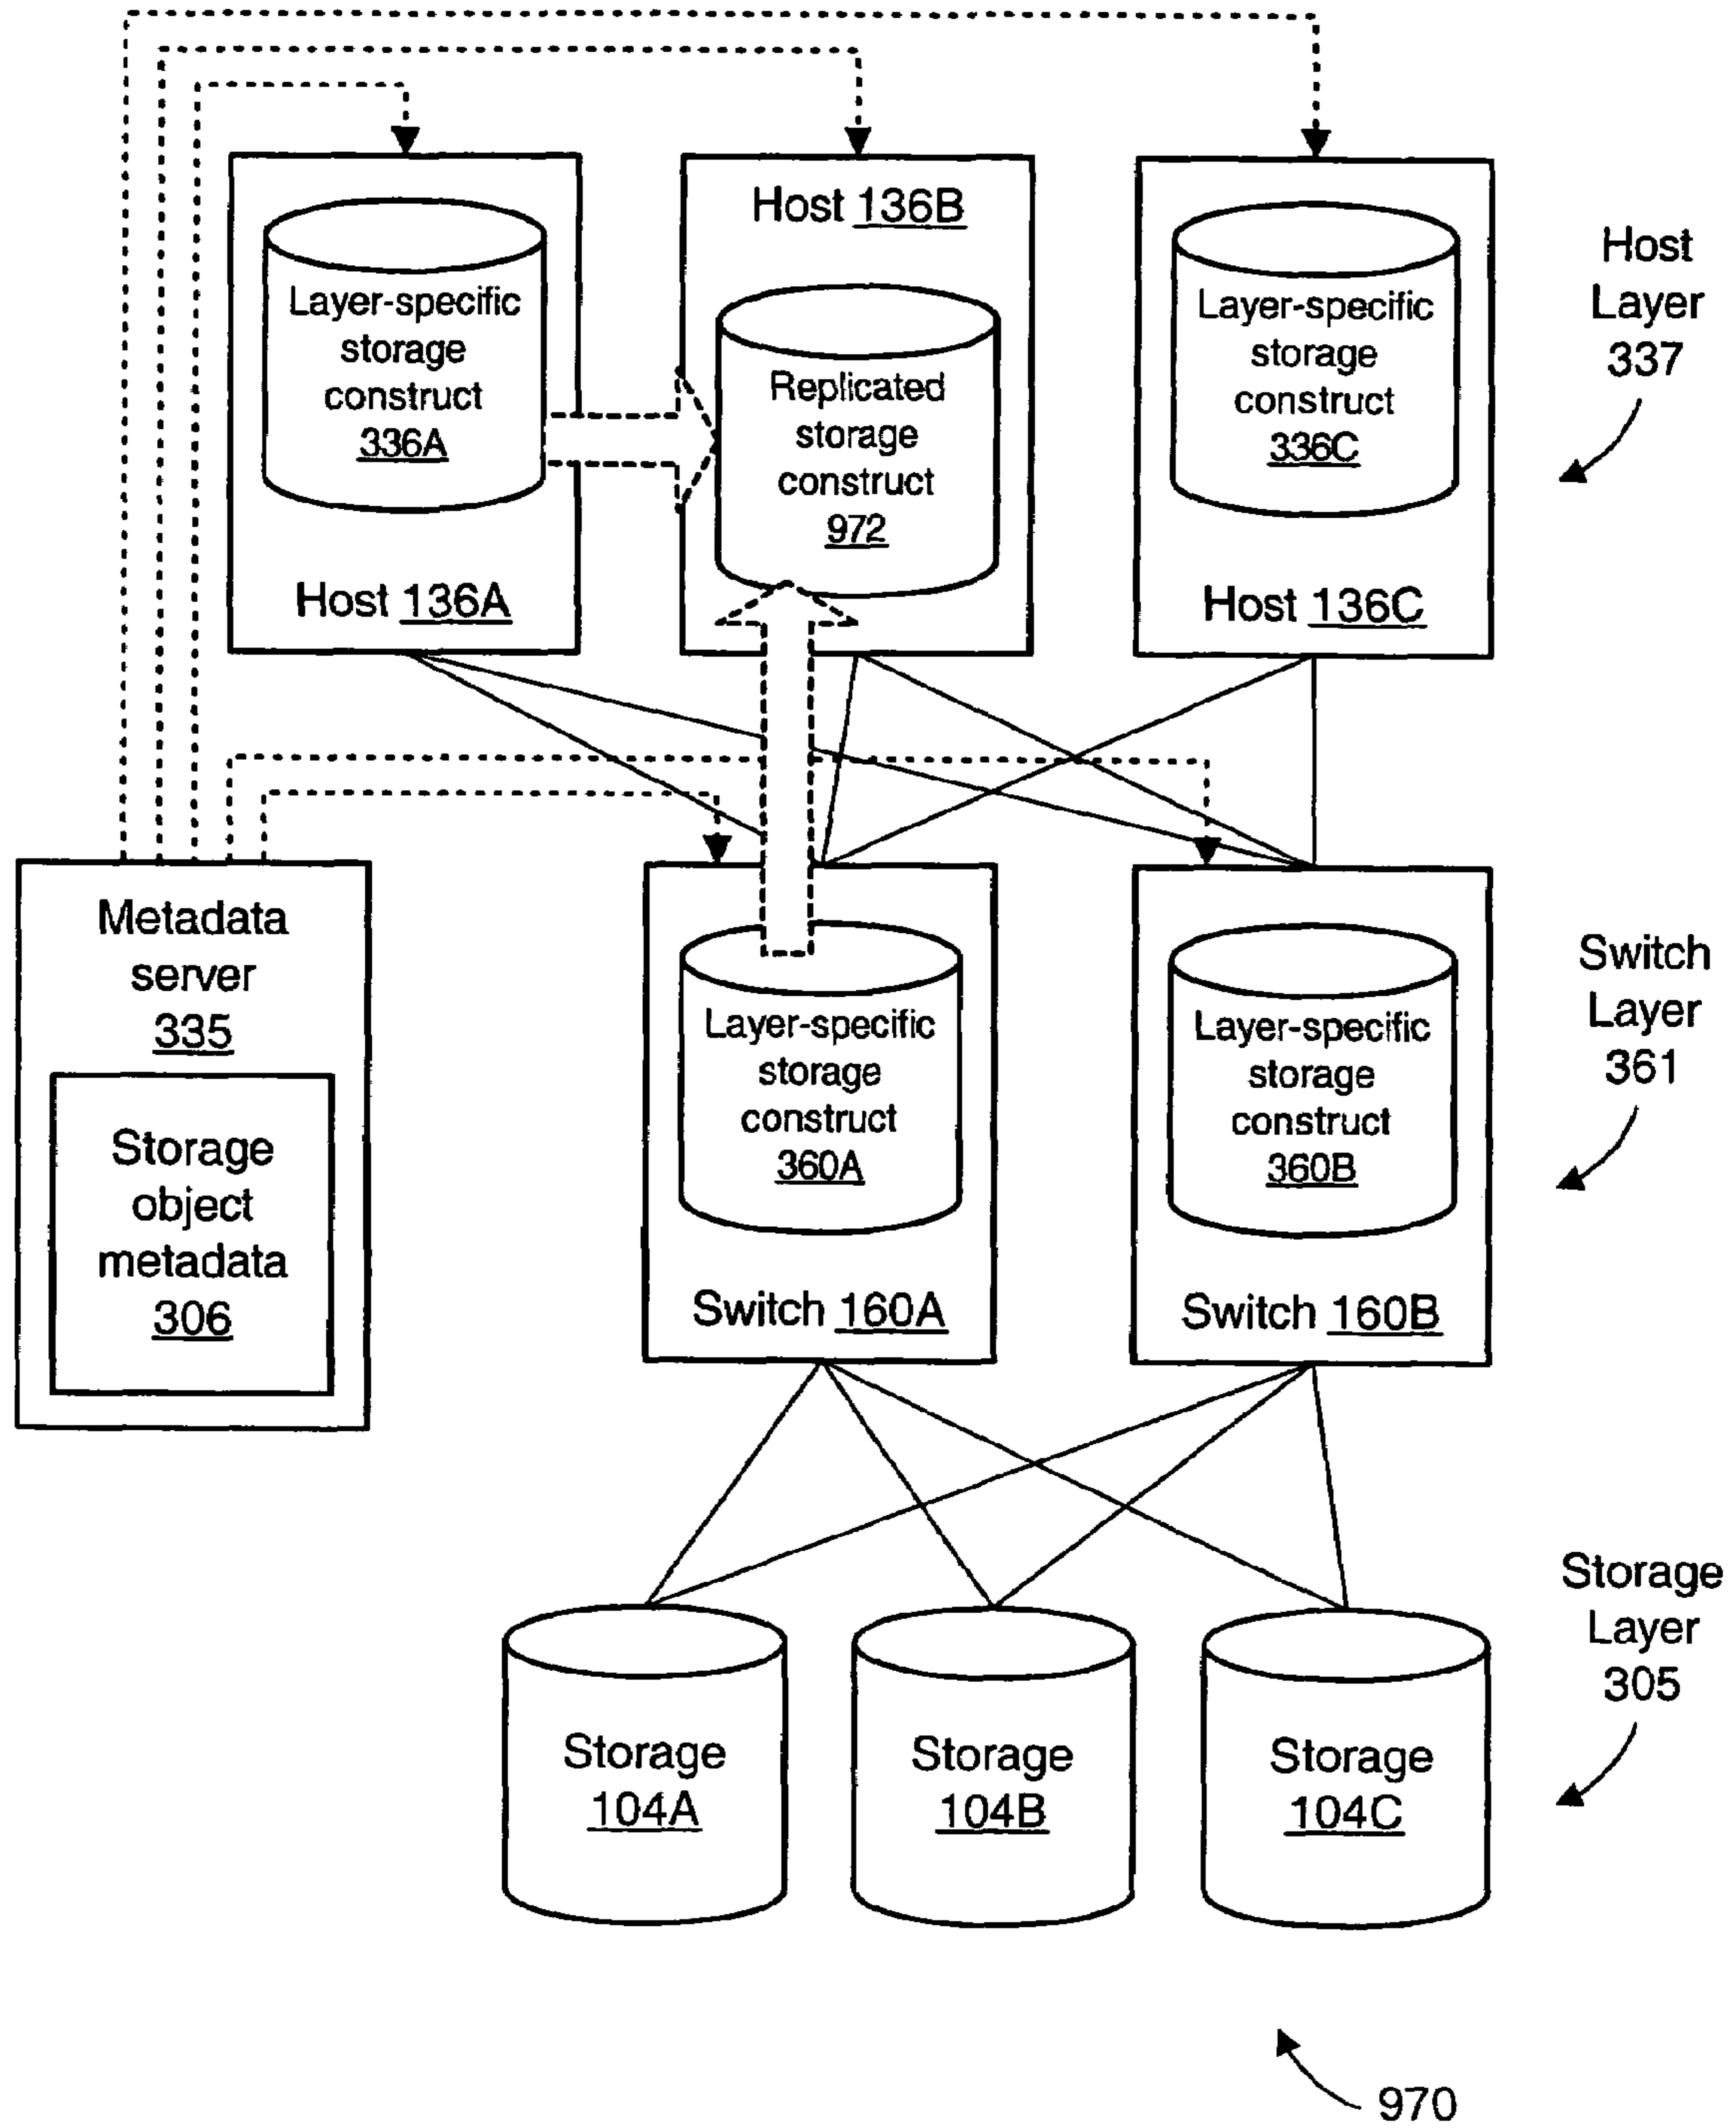 Host 136B
Layer-specific
storage
construct
336A
Host 136A
Replicated
storage
construct
972
Layer-specific
storage
construct
336C
Host 136C
Host
Layer
337
Metadata
server
335
Storage
object
metadata
306
Layer-specific
storage
construct
360A
Switch 160A
Layer-specific
storage
construct
360B
Switch 160B
Switch
Layer
361
Storage
104A
Storage
104B
Storage
104C
Storage
Layer
305
970